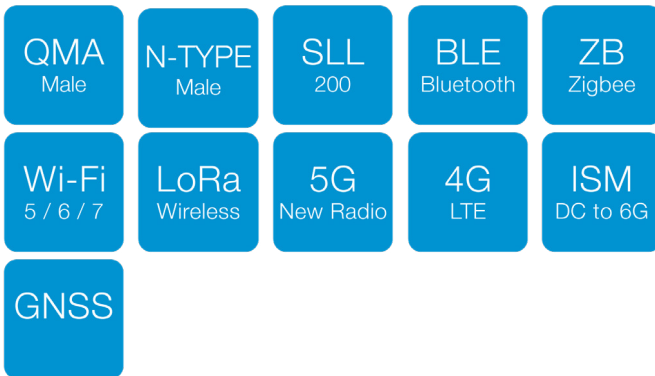 QMA
Male
N-TYPE
Male
SLL
200
BLE
Bluetooth
ZB
Zigbee
Wi-Fi
5 / 6 / 7
LoRa
Wireless
5G
New Radio
4G
LTE
ISM
DC to 6G
GNSS